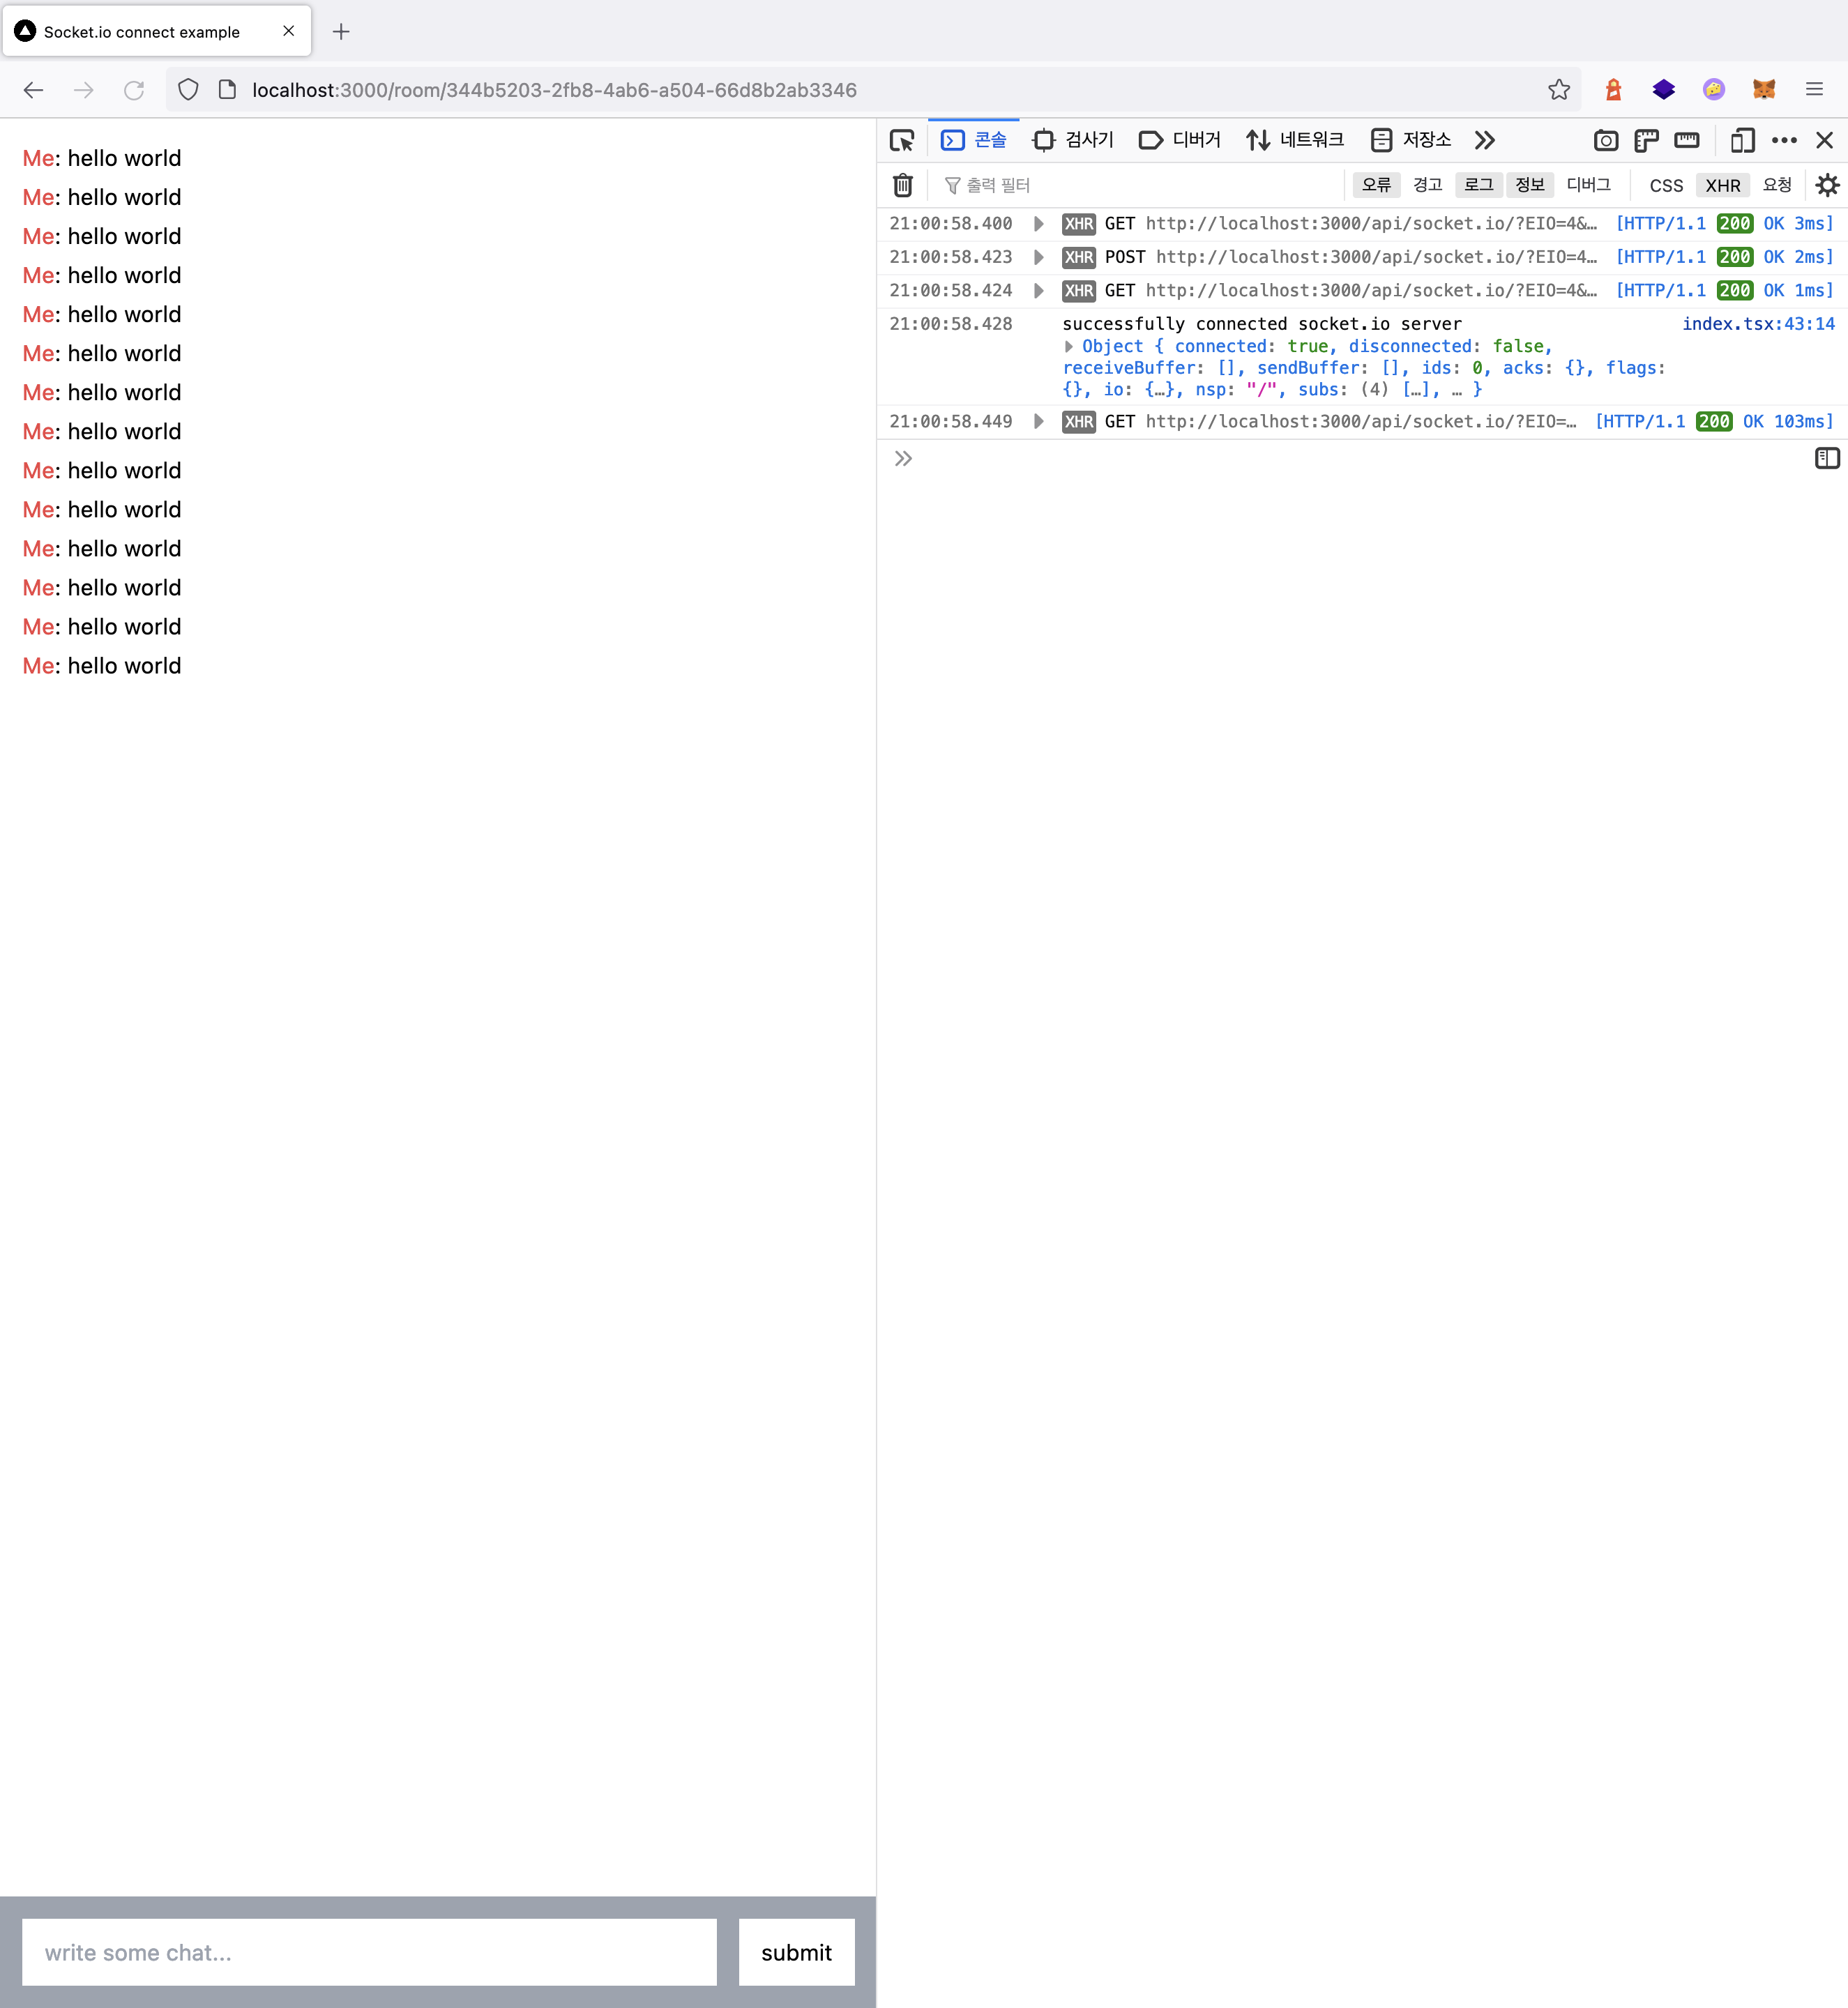 Socket.io connect example
localhost:3000/room/344b5203-2fb8-4ab6-a504-66d8b2ab3346
Me: hello world
Me: hello world
Me: hello world
Me: hello world
Me: hello world
Me: hello world
Me: hello world
Me: hello world
Me: hello world
Me: hello world
Me: hello world
Me: hello world
Me: hello world
Me: hello world
write some chat... submit
콘솔 검사기 디버거 네트워크 저장소
출력 필터 오류 경고 로그 정보 디버그 CSS XHR 요청
21:00:58.400 XHR GET http://localhost:3000/api/socket.io/?EIO=4&… [HTTP/1.1 200 OK 3ms]
21:00:58.423 XHR POST http://localhost:3000/api/socket.io/?EIO=4… [HTTP/1.1 200 OK 2ms]
21:00:58.424 XHR GET http://localhost:3000/api/socket.io/?EIO=4&… [HTTP/1.1 200 OK 1ms]
21:00:58.428 successfully connected socket.io server index.tsx:43:14
Object { connected: true, disconnected: false,
receiveBuffer: [], sendBuffer: [], ids: 0, acks: {}, flags:
{}, io: {…}, nsp: "/", subs: (4) […], … }
21:00:58.449 XHR GET http://localhost:3000/api/socket.io/?EIO=… [HTTP/1.1 200 OK 103ms]